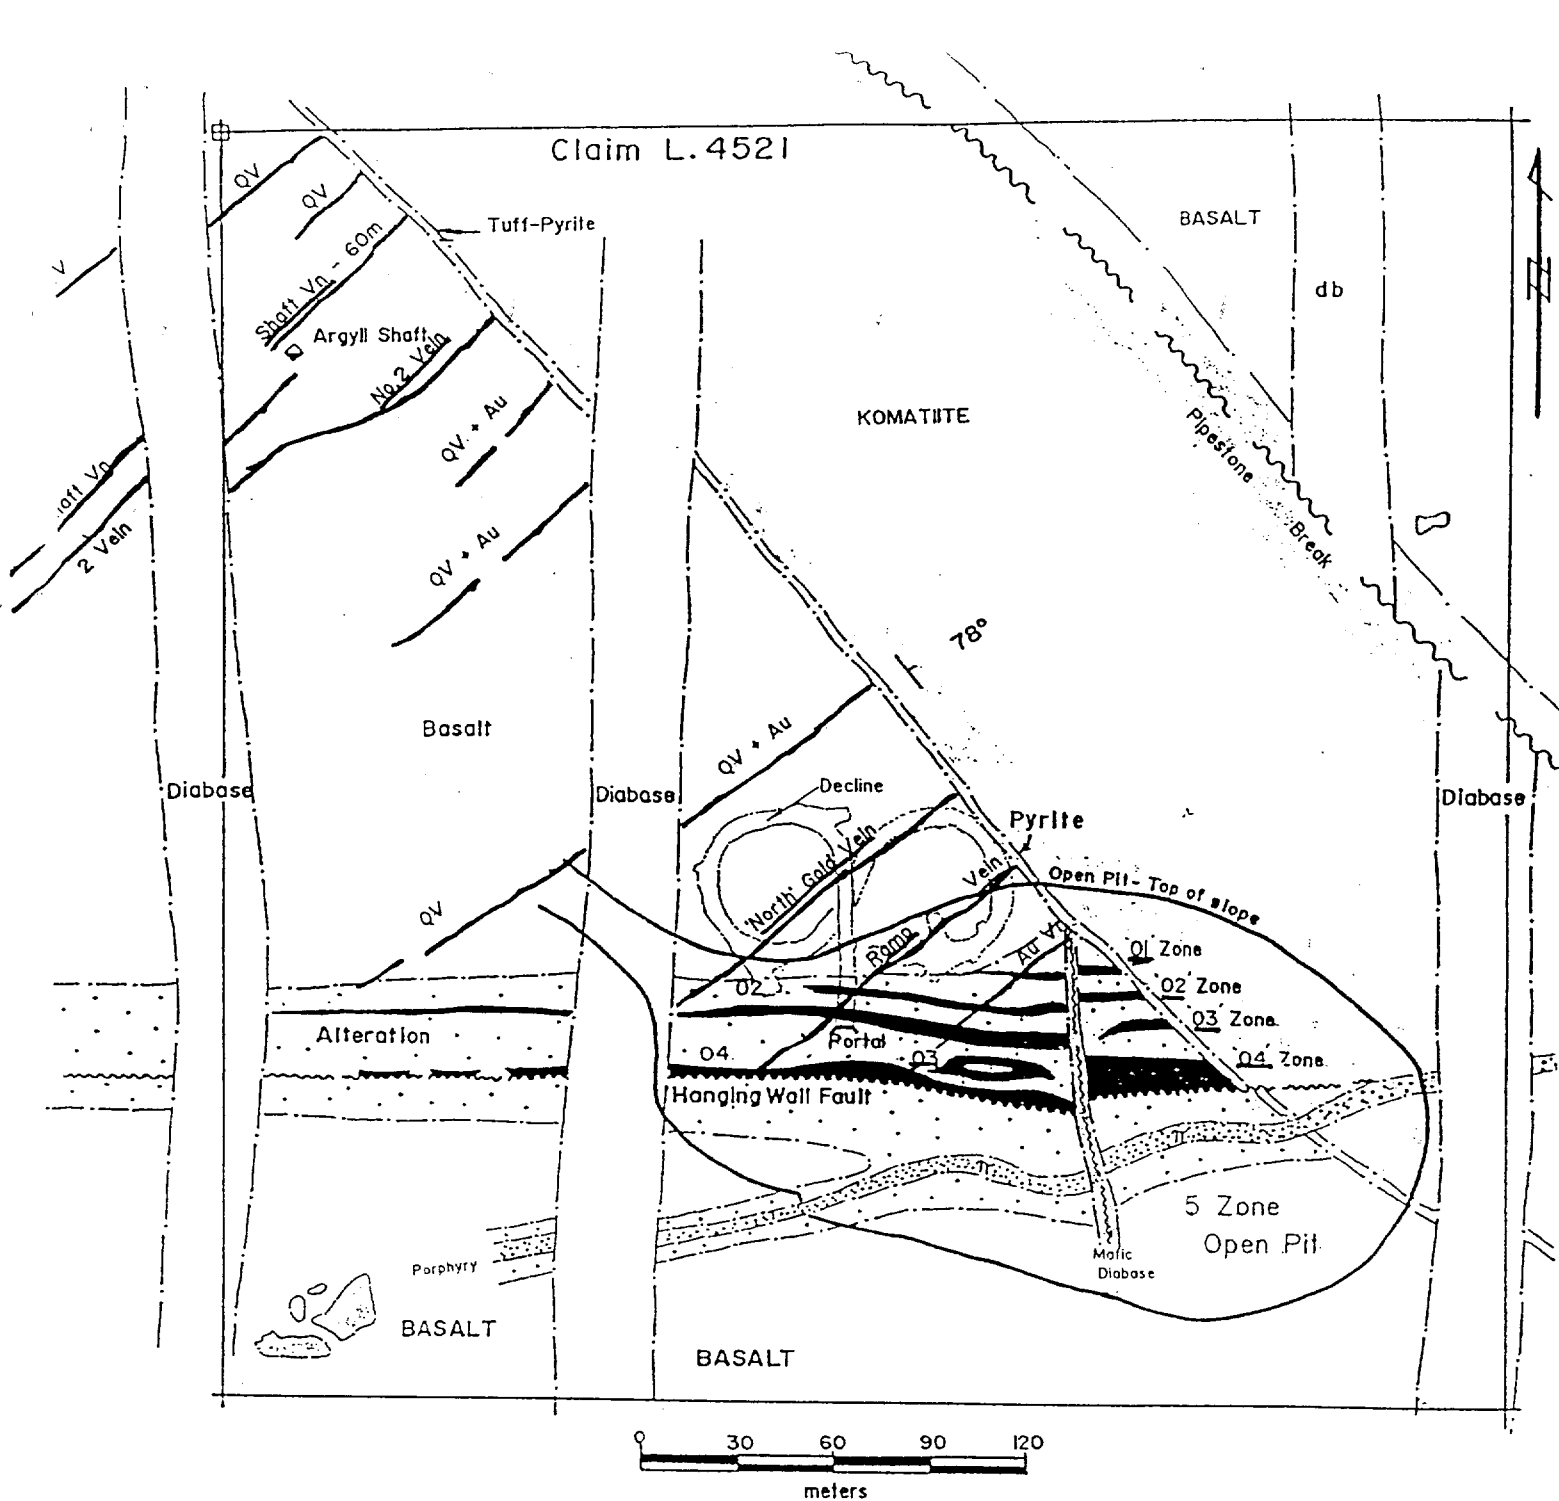 Claim L. 4521
QV
QV
Tuff-Pyrite
BASALT
V
Shaft Vn - 60m
db
Argyll Shaft
No. 2 Vein
QV + Au
KOMATIITE
Pipestone
Break
aft Vn
2 Vein
QV + Au
78°
Basalt
QV + Au
Diabase
Diabase
Decline
Diabase
Pyrite
'North' Gold Vein
Vein
Open Pit - Top of slope
QV
Ramp
Au Vn
01 Zone
02
02 Zone
03 Zone
Alteration
Portal
04
03
04 Zone
Hanging Wall Fault
5 Zone
Open Pit
Porphyry
Mafic
Diabase
BASALT
BASALT
0 30 60 90 120
meters